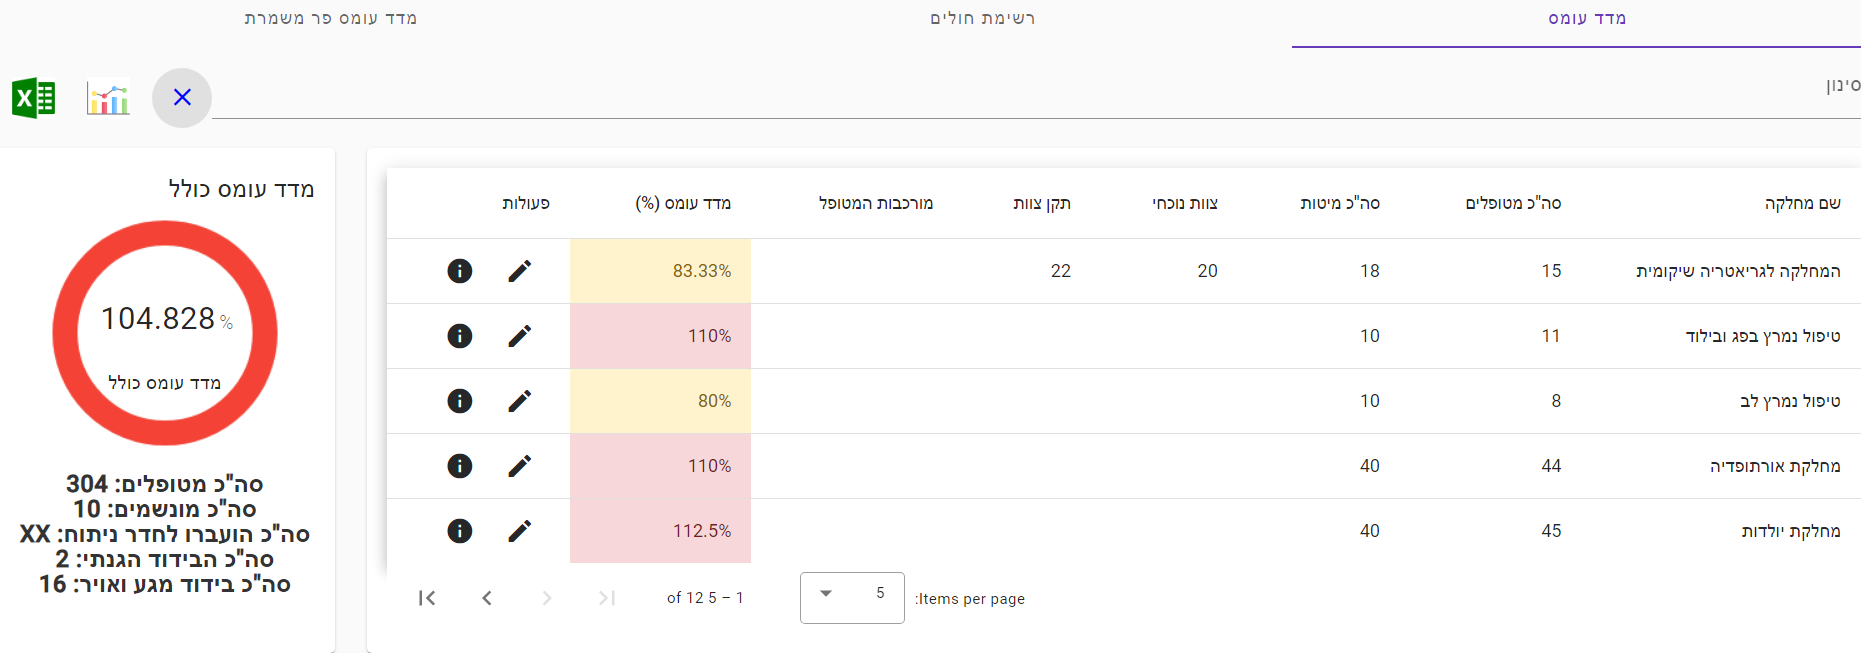 מדד עומס
רשימת חולים
מדד עומס פר משמרת
סינון
שם מחלקה סה"כ מטופלים סה"כ מיטות צוות נוכחי תקן צוות מורכבות המטופל מדד עומס (%) פעולות
המחלקה לגריאטריה שיקומית 15 18 20 22 83.33%
טיפול נמרץ בפג ובילוד 11 10 110%
טיפול נמרץ לב 8 10 80%
מחלקת אורתופדיה 44 40 110%
מחלקת יולדות 45 40 112.5%
:Items per page 5
of 12 5 – 1
מדד עומס כולל
104.828%
מדד עומס כולל
סה"כ מטופלים: 304
סה"כ מונשמים: 10
סה"כ הועברו לחדר ניתוח: XX
סה"כ הבידוד הגנתי: 2
סה"כ בידוד מגע ואויר: 16